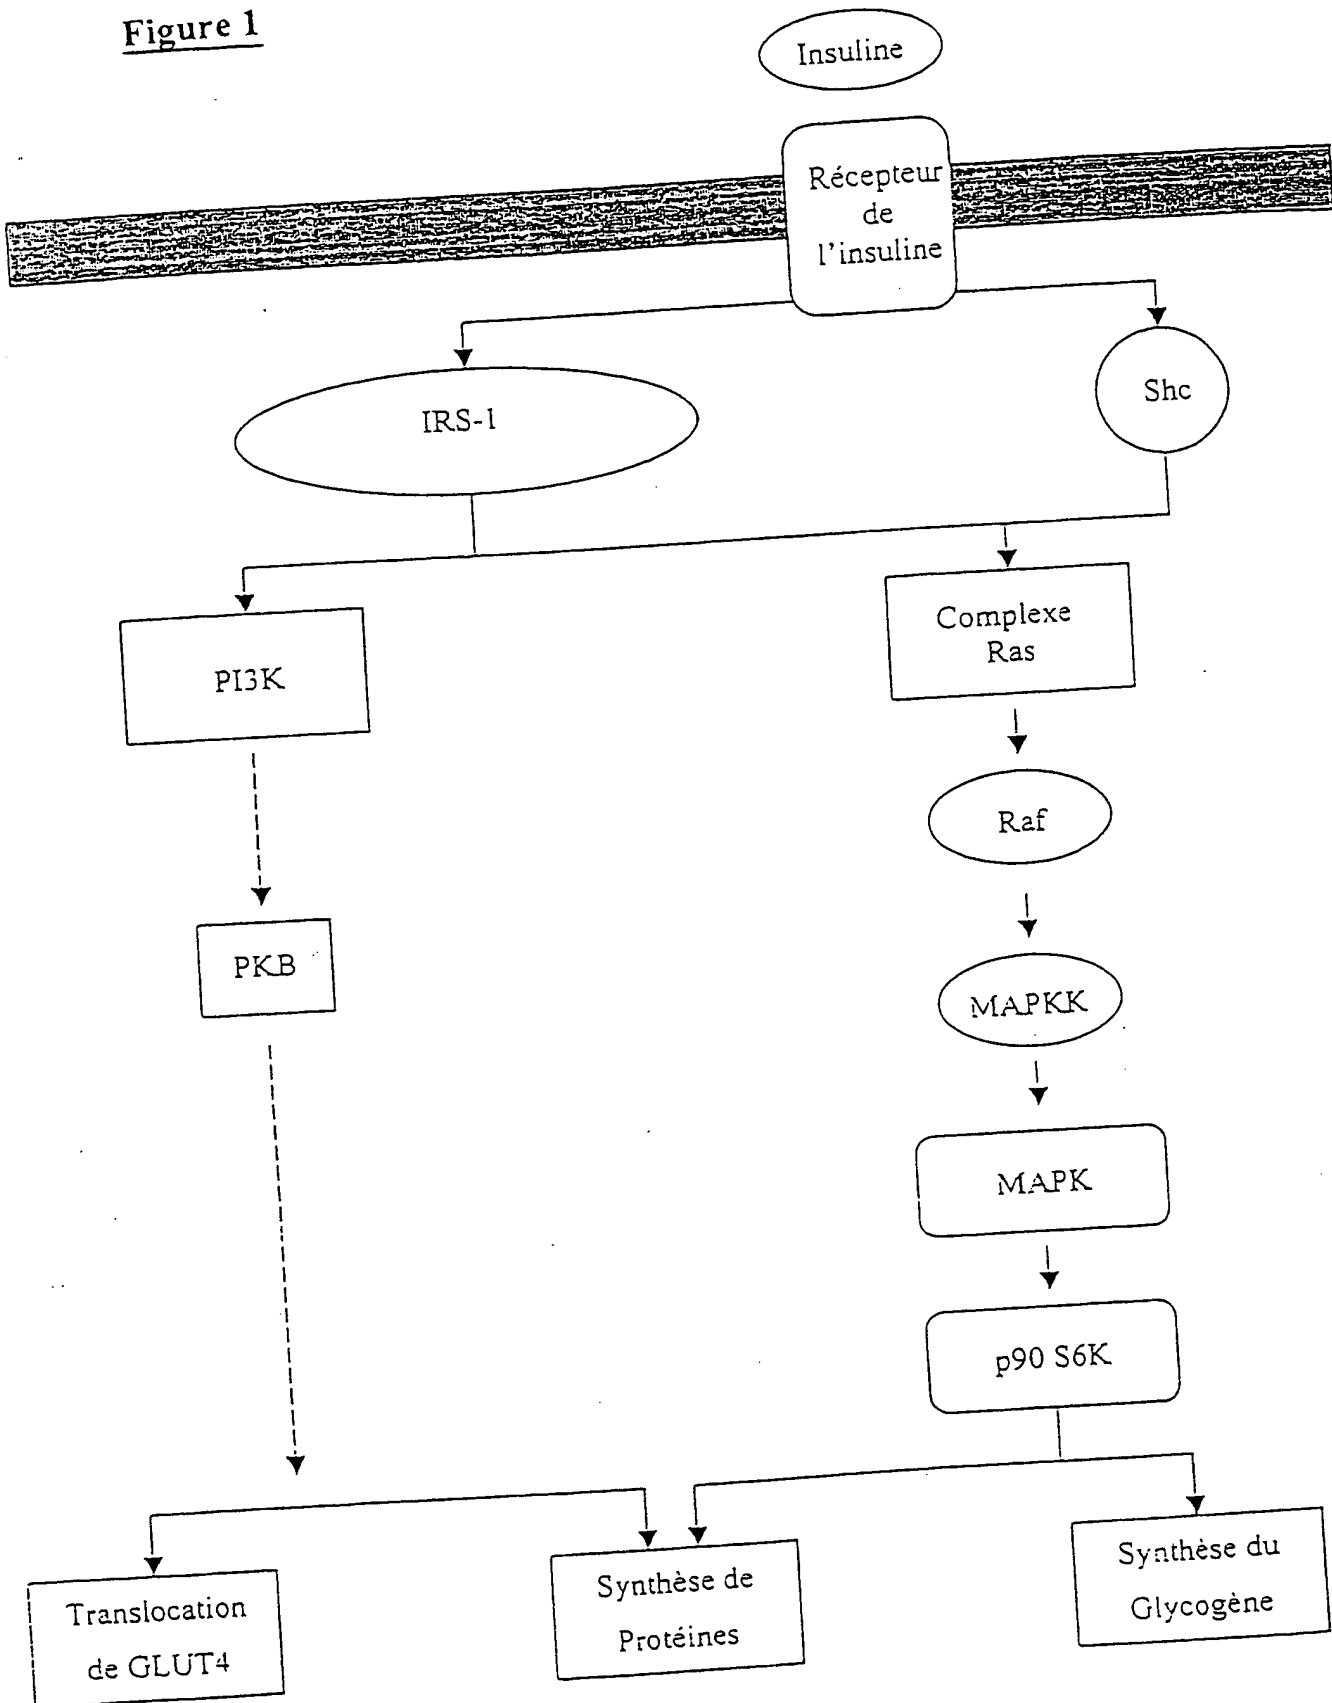 Figure 1
Insuline
Récepteur
de
l'insuline
IRS-1
Shc
PI3K
Complexe
Ras
Raf
PKB
MAPKK
MAPK
p90 S6K
Translocation
de GLUT4
Synthèse de
Protéines
Synthèse du
Glycogène